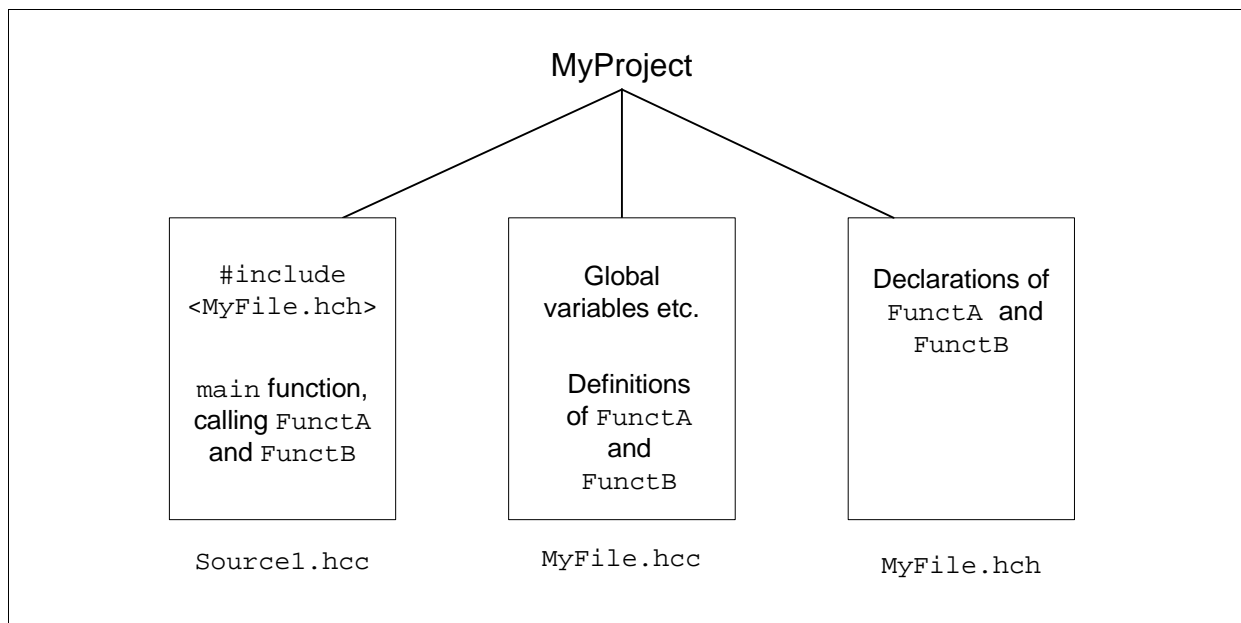 MyProject
#include
<MyFile.hch>
main function,
calling FunctA
and FunctB
Source1.hcc
Global
variables etc.
Definitions
of FunctA
and
FunctB
MyFile.hcc
Declarations of
FunctA and
FunctB
MyFile.hch